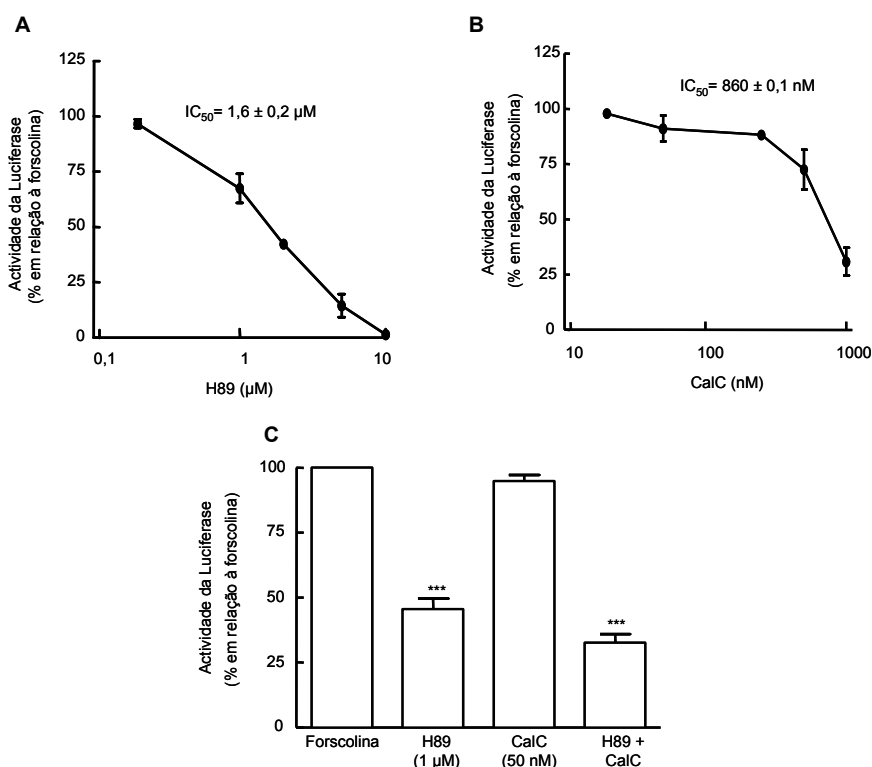 A
Actividade da Luciferase
(% em relação à forscolina)
125
100
75
50
25
0
IC50= 1,6 ± 0,2 µM
0,1
1
10
H89 (µM)
B
Actividade da Luciferase
(% em relação à forscolina)
125
100
75
50
25
0
IC50= 860 ± 0,1 nM
10
100
1000
CalC (nM)
C
Actividade da Luciferase
(% em relação à forscolina)
100
75
50
25
0
***
***
Forscolina
H89
(1 µM)
CalC
(50 nM)
H89 +
CalC